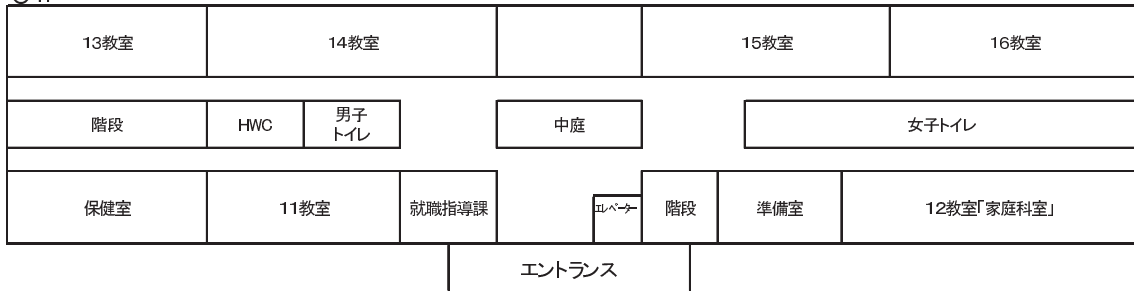 13教室
14教室
15教室
16教室
階段
HWC
男子
トイレ
中庭
女子トイレ
保健室
11教室
就職指導課
エレベーター
階段
準備室
12教室｢家庭科室｣
エントランス